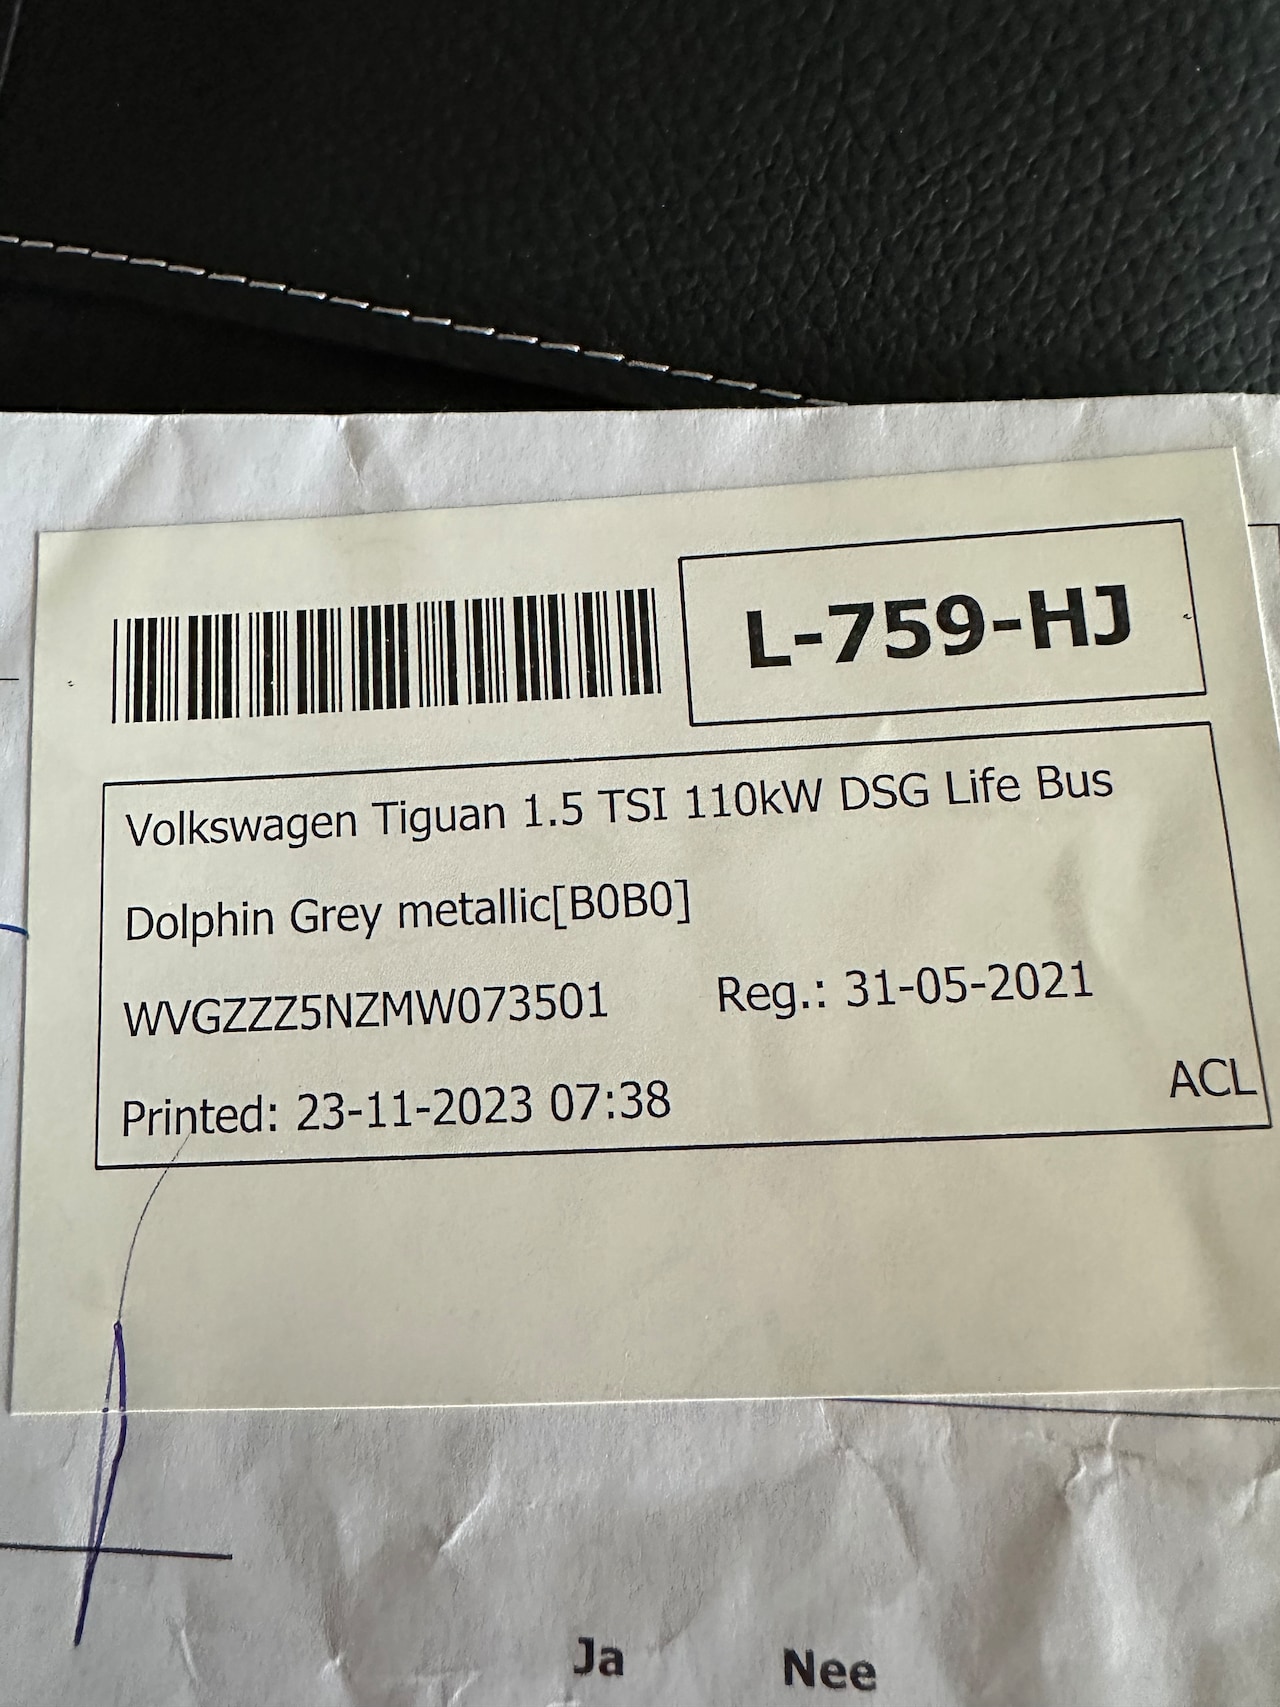 L-759-HJ
Volkswagen Tiguan 1.5 TSI 110kW DSG Life Bus
Dolphin Grey metallic[B0B0]
WVGZZZ5NZMW073501 Reg.: 31-05-2021
Printed: 23-11-2023 07:38 ACL
Ja Nee